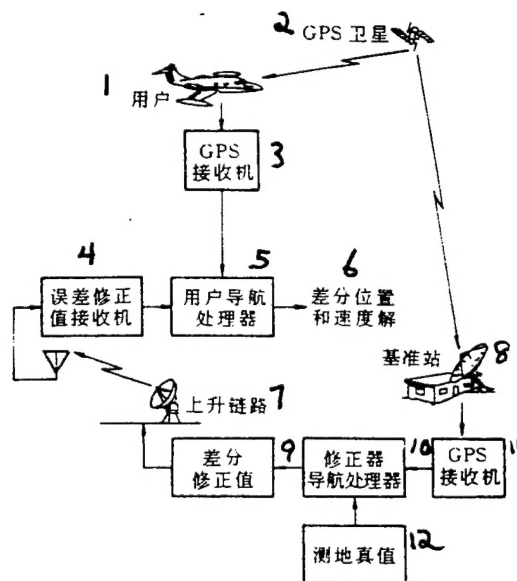 2 GPS 卫星
1
用户
GPS
接收机
3
4
误差修正
值接收机
5
用户导航
处理器
6
差分位置
和速度解
基准站 8
上升链路 7
差分
修正值
9
修正器
导航处理器
10
GPS
接收机
测地真值
12